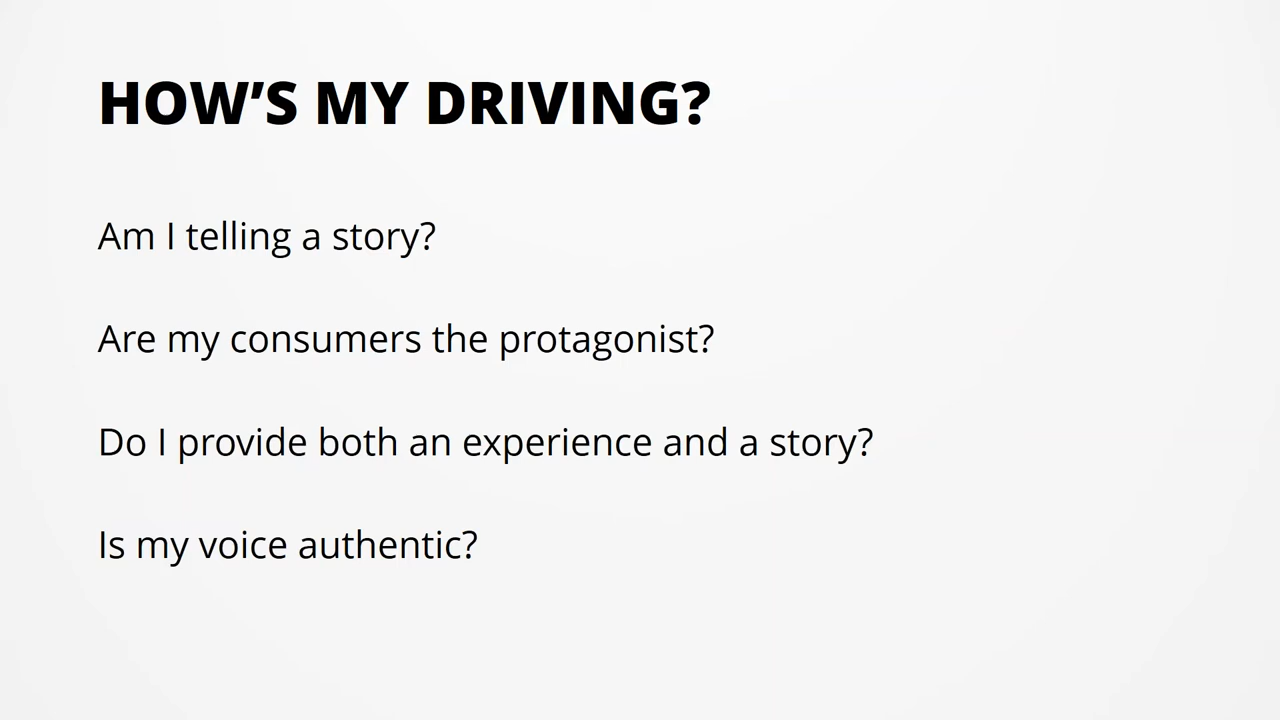 HOW’S MY DRIVING?
Am I telling a story?
Are my consumers the protagonist?
Do I provide both an experience and a story?
Is my voice authentic?